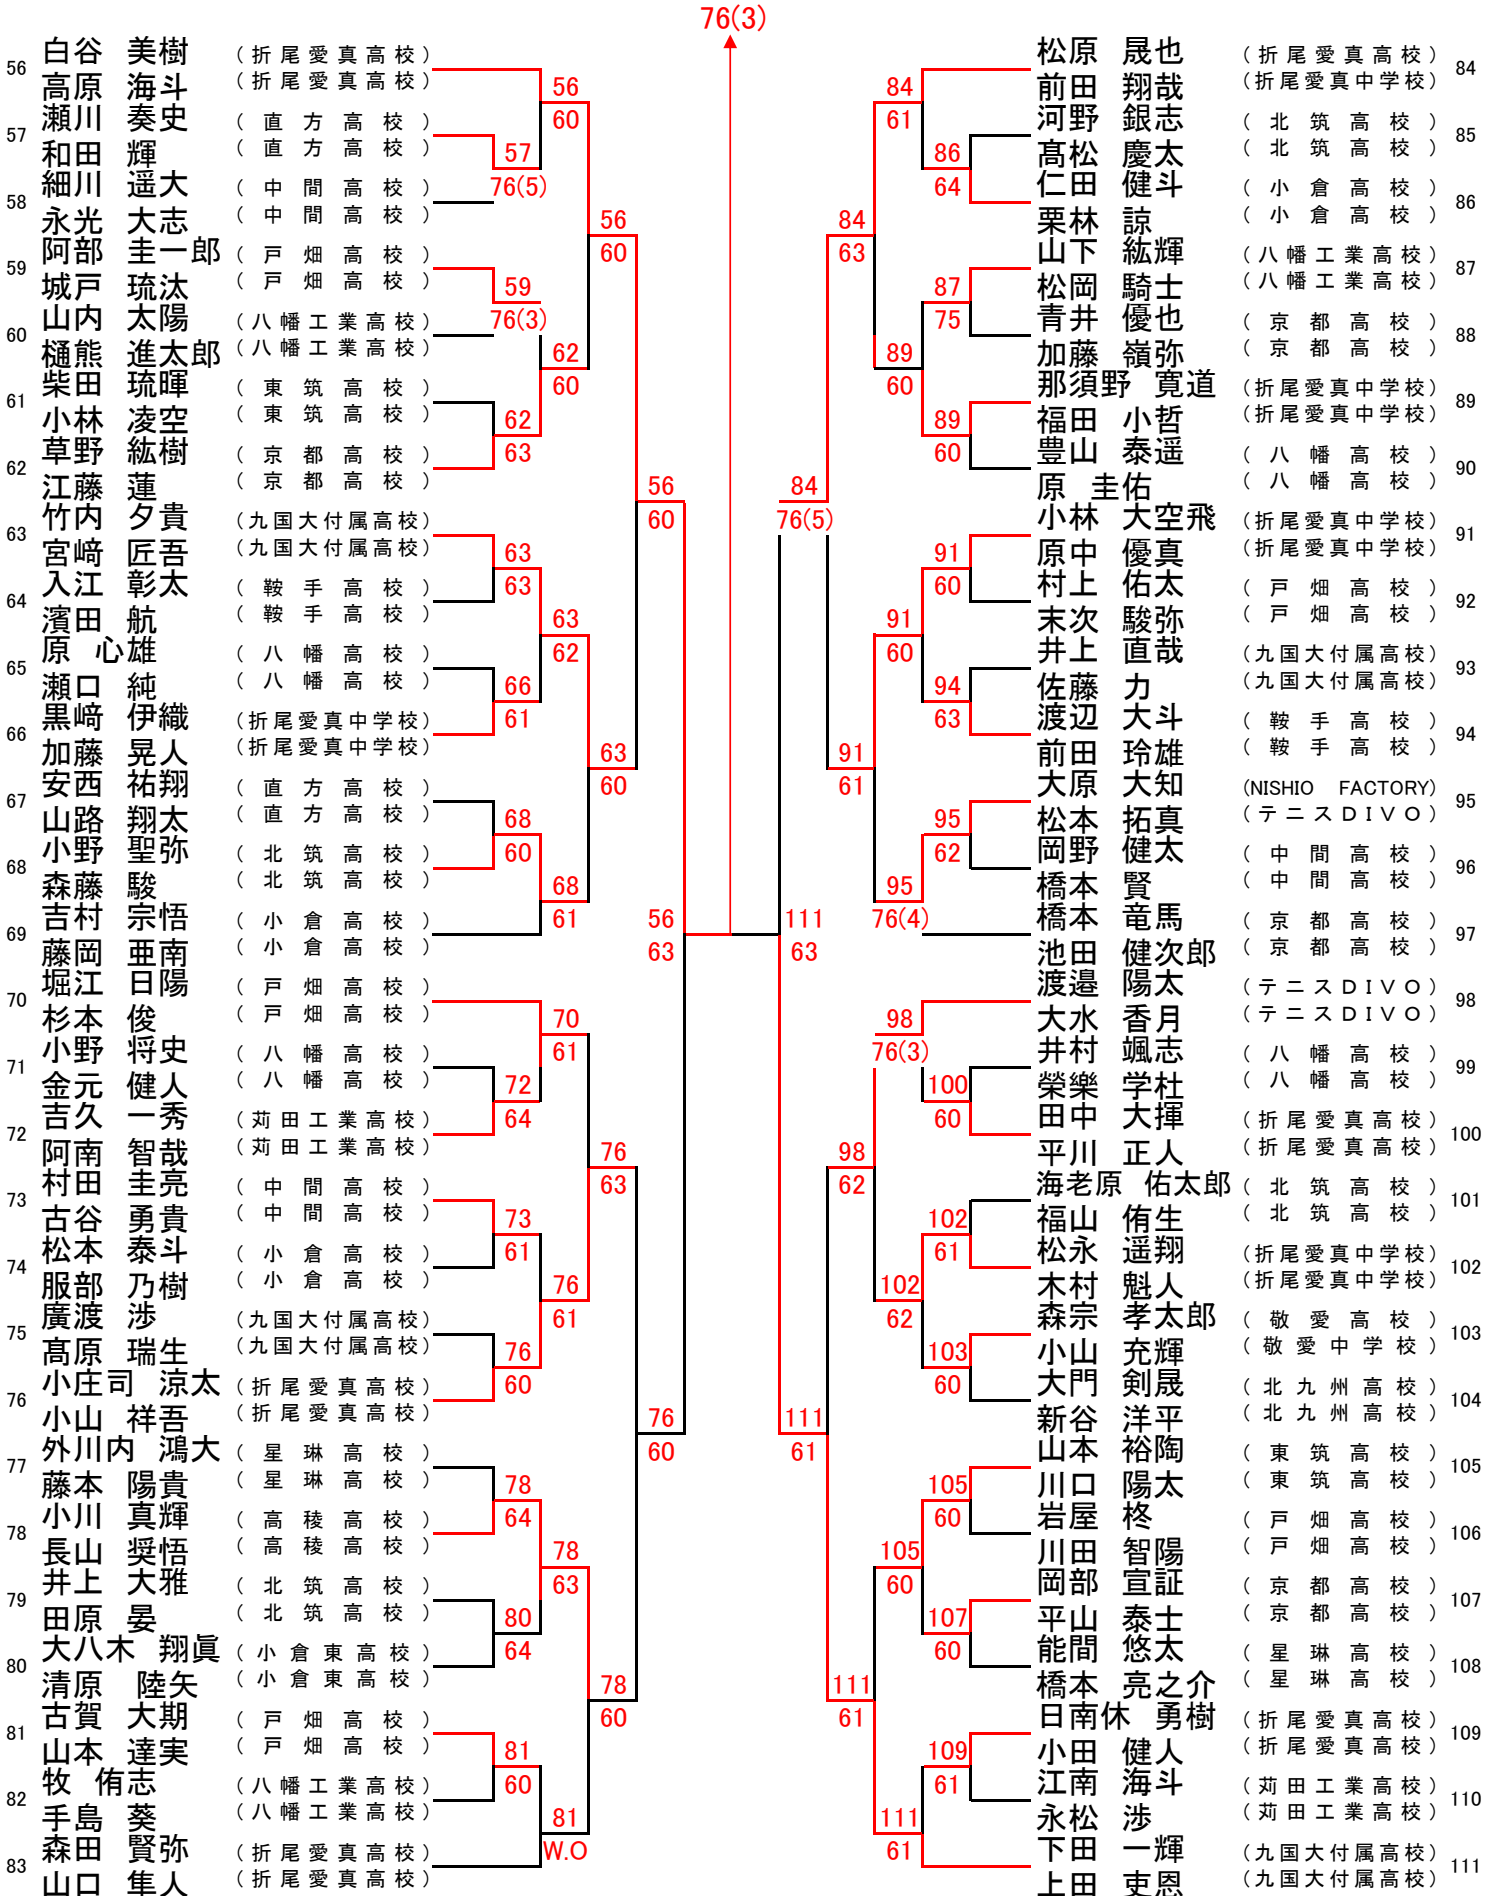 76(3)
56
白谷 美樹 (折尾愛真高校)
高原 海斗 (折尾愛真高校)
57
瀬川 奏史 (直方高校)
和田 輝 (直方高校)
58
細川 遥大 (中間高校)
永光 大志 (中間高校)
59
阿部 圭一郎 (戸畑高校)
城戸 琉汰 (戸畑高校)
60
山内 太陽 (八幡工業高校)
樋熊 進太郎 (八幡工業高校)
61
柴田 琉暉 (東筑高校)
小林 凌空 (東筑高校)
62
草野 紘樹 (京都高校)
江藤 蓮 (京都高校)
63
竹内 夕貴 (九国大付属高校)
宮﨑 匠吾 (九国大付属高校)
64
入江 彰太 (鞍手高校)
濱田 航 (鞍手高校)
65
原 心雄 (八幡高校)
瀬口 純 (八幡高校)
66
黒﨑 伊織 (折尾愛真中学校)
加藤 晃人 (折尾愛真中学校)
67
安西 祐翔 (直方高校)
山路 翔太 (直方高校)
68
小野 聖弥 (北筑高校)
森藤 駿 (北筑高校)
69
吉村 宗悟 (小倉高校)
藤岡 亜南 (小倉高校)
70
堀江 日陽 (戸畑高校)
杉本 俊 (戸畑高校)
71
小野 将史 (八幡高校)
金元 健人 (八幡高校)
72
吉久 一秀 (苅田工業高校)
阿南 智哉 (苅田工業高校)
73
村田 圭亮 (中間高校)
古谷 勇貴 (中間高校)
74
松本 泰斗 (小倉高校)
服部 乃樹 (小倉高校)
75
廣渡 渉 (九国大付属高校)
髙原 瑞生 (九国大付属高校)
76
小庄司 涼太 (折尾愛真高校)
小山 祥吾 (折尾愛真高校)
77
外川内 鴻大 (星琳高校)
藤本 陽貴 (星琳高校)
78
小川 真輝 (高稜高校)
長山 奨悟 (高稜高校)
79
井上 大雅 (北筑高校)
田原 晏 (北筑高校)
80
大八木 翔眞 (小倉東高校)
清原 陸矢 (小倉東高校)
81
古賀 大期 (戸畑高校)
山本 達実 (戸畑高校)
82
牧 侑志 (八幡工業高校)
手島 葵 (八幡工業高校)
83
森田 賢弥 (折尾愛真高校)
山口 隼人 (折尾愛真高校)
57
76(5)
59
76(3)
62
63
63
63
66
61
68
60
72
64
73
61
76
60
78
64
80
64
81
60
56
60
62
60
63
62
68
61
70
61
76
61
78
63
81
W.O
56
60
63
60
76
63
78
60
56
60
76
60
56
63
111
63
84
76(5)
111
61
84
63
91
61
98
62
111
61
84
61
89
60
91
60
95
76(4)
98
76(3)
102
62
105
60
111
61
86
64
87
75
89
60
91
60
94
63
95
62
100
60
102
61
103
60
105
60
107
60
109
61
松原 晟也 (折尾愛真高校)
前田 翔哉 (折尾愛真中学校)
84
河野 銀志 (北筑高校)
髙松 慶太 (北筑高校)
85
仁田 健斗 (小倉高校)
栗林 諒 (小倉高校)
86
山下 紘輝 (八幡工業高校)
松岡 騎士 (八幡工業高校)
87
青井 優也 (京都高校)
加藤 嶺弥 (京都高校)
88
那須野 寛道 (折尾愛真中学校)
福田 小哲 (折尾愛真中学校)
89
豊山 泰遥 (八幡高校)
原 圭佑 (八幡高校)
90
小林 大空飛 (折尾愛真中学校)
原中 優真 (折尾愛真中学校)
91
村上 佑太 (戸畑高校)
末次 駿弥 (戸畑高校)
92
井上 直哉 (九国大付属高校)
佐藤 力 (九国大付属高校)
93
渡辺 大斗 (鞍手高校)
前田 玲雄 (鞍手高校)
94
大原 大知 (NISHIO FACTORY)
松本 拓真 (テニスDIVO)
95
岡野 健太 (中間高校)
橋本 賢 (中間高校)
96
橋本 竜馬 (京都高校)
池田 健次郎 (京都高校)
97
渡邉 陽太 (テニスDIVO)
大水 香月 (テニスDIVO)
98
井村 颯志 (八幡高校)
榮樂 学杜 (八幡高校)
99
田中 大揮 (折尾愛真高校)
平川 正人 (折尾愛真高校)
100
海老原 佑太郎 (北筑高校)
福山 侑生 (北筑高校)
101
松永 遥翔 (折尾愛真中学校)
木村 魁人 (折尾愛真中学校)
102
森宗 孝太郎 (敬愛高校)
小山 充輝 (敬愛中学校)
103
大門 剣晟 (北九州高校)
新谷 洋平 (北九州高校)
104
山本 裕陶 (東筑高校)
川口 陽太 (東筑高校)
105
岩屋 柊 (戸畑高校)
川田 智陽 (戸畑高校)
106
岡部 宣証 (京都高校)
平山 泰士 (京都高校)
107
能間 悠太 (星琳高校)
橋本 亮之介 (星琳高校)
108
日南休 勇樹 (折尾愛真高校)
小田 健人 (折尾愛真高校)
109
江南 海斗 (苅田工業高校)
永松 渉 (苅田工業高校)
110
下田 一輝 (九国大付属高校)
上田 吏恩 (九国大付属高校)
111